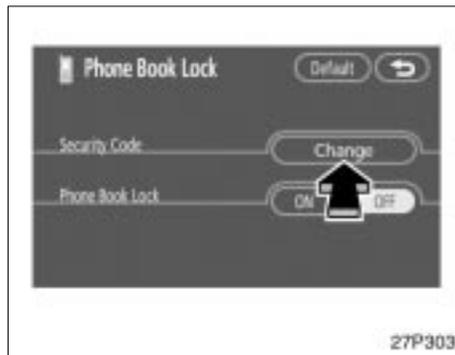 Phone Book Lock Default
Security Code Change
Phone Book Lock ON OFF
27P303